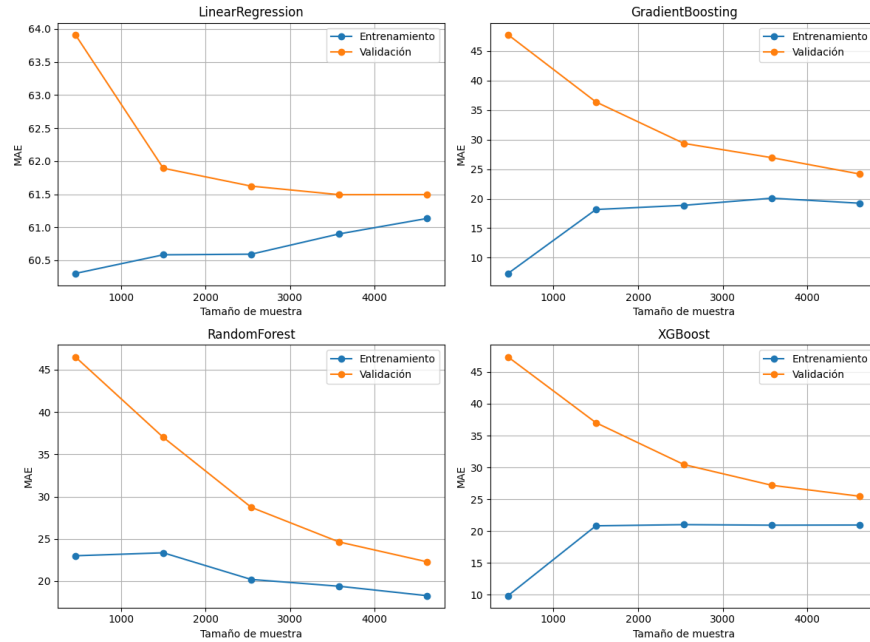 LinearRegression
64.0
63.5
63.0
62.5
62.0
61.5
61.0
60.5
MAE
1000 2000 3000 4000
Tamaño de muestra
Entrenamiento
Validación
GradientBoosting
45
40
35
30
25
20
15
10
MAE
1000 2000 3000 4000
Tamaño de muestra
Entrenamiento
Validación
RandomForest
45
40
35
30
25
20
MAE
1000 2000 3000 4000
Tamaño de muestra
Entrenamiento
Validación
XGBoost
45
40
35
30
25
20
15
10
MAE
1000 2000 3000 4000
Tamaño de muestra
Entrenamiento
Validación